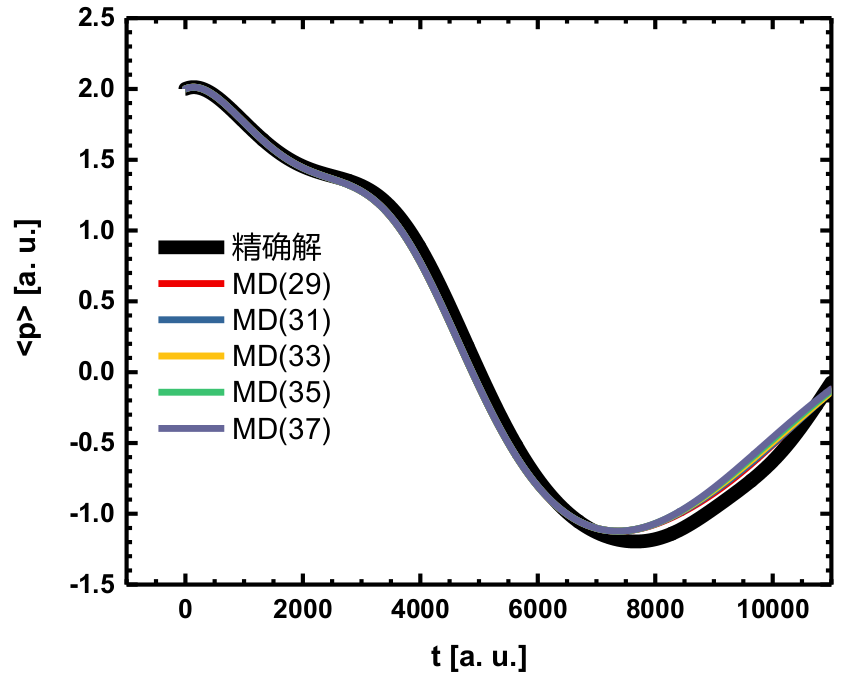 2.5
2.0
1.5
1.0
0.5
0.0
-0.5
-1.0
-1.5
<p> [a. u.]
精确解
MD(29)
MD(31)
MD(33)
MD(35)
MD(37)
0 2000 4000 6000 8000 10000
t [a. u.]